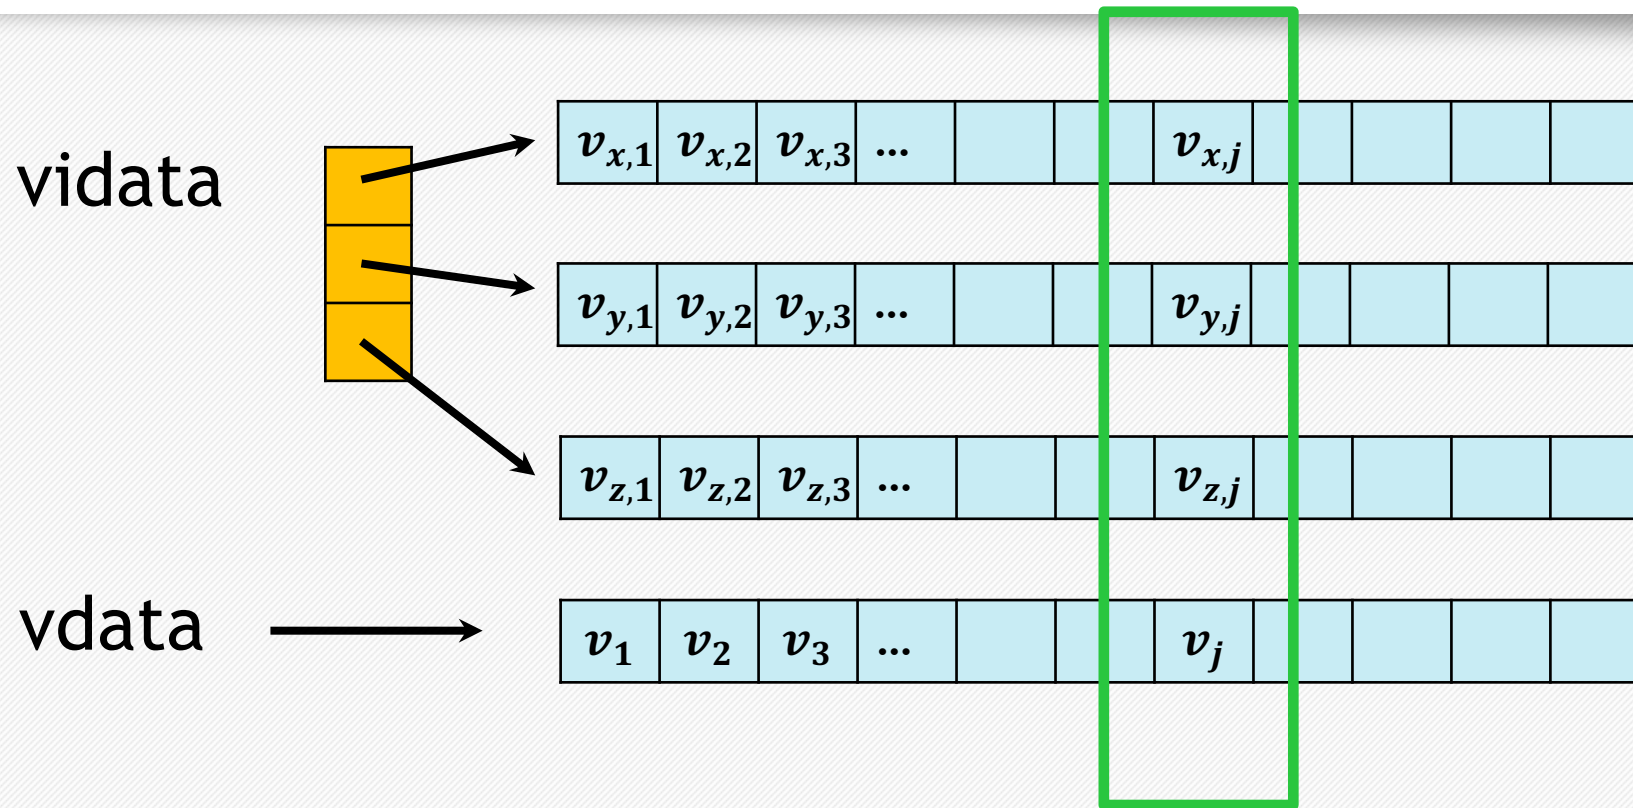 vidata
v_{x,1} v_{x,2} v_{x,3} ... v_{x,j}
v_{y,1} v_{y,2} v_{y,3} ... v_{y,j}
v_{z,1} v_{z,2} v_{z,3} ... v_{z,j}
vdata
v_1 v_2 v_3 ... v_j